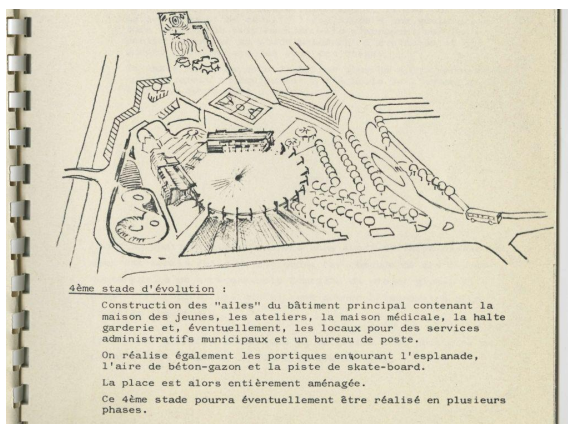 4ème stade d'évolution :
Construction des "ailes" du bâtiment principal contenant la
maison des jeunes, les ateliers, la maison médicale, la halte
garderie et, éventuellement, les locaux pour des services
administratifs municipaux et un bureau de poste.
On réalise également les portiques entourant l'esplanade,
l'aire de béton-gazon et la piste de skate-board.
La place est alors entièrement aménagée.
Ce 4ème stade pourra éventuellement être réalisé en plusieurs
phases.